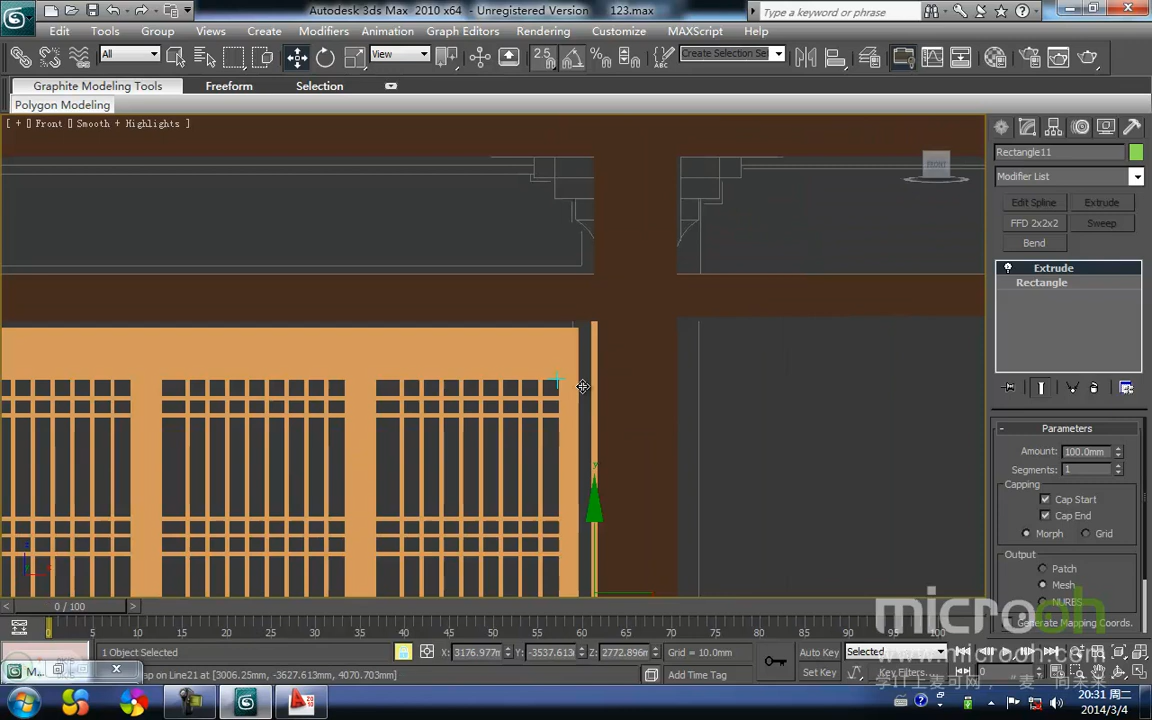 Autodesk 3ds Max  2010 x64  - Unregistered Version    123.max
Type a keyword or phrase
Edit Tools Group Views Create Modifiers Animation Graph Editors Rendering Customize MAXScript Help
All View 2.5 Create Selection Se
Graphite Modeling Tools Freeform Selection
Polygon Modeling
[ + ] Front Smooth + Highlights ]
FRONT
Rectangle11
Modifier List
Edit Spline Extrude
FFD 2x2x2 Sweep
Bend
Extrude
Rectangle
Parameters
Amount: 100.0mm
Segments: 1
Capping
Cap Start
Cap End
Morph Grid
Output
Patch
Mesh
NURBS
Generate Mapping Coords.
microoh
www.microoh.com
y
0 / 100
0 5 10 15 20 25 30 35 40 45 50 55 60 65 70 75 80 85 90 95 100
1 Object Selected X: 3176.977m Y: -3537.613 Z: 2772.896m Grid = 10.0mm Auto Key Selected
M... ap on Line21 at [3006.25mm, -3627.613mm, 4070.703mm] Add Time Tag Set Key Key Filters...
20:31 周二
2014/3/4